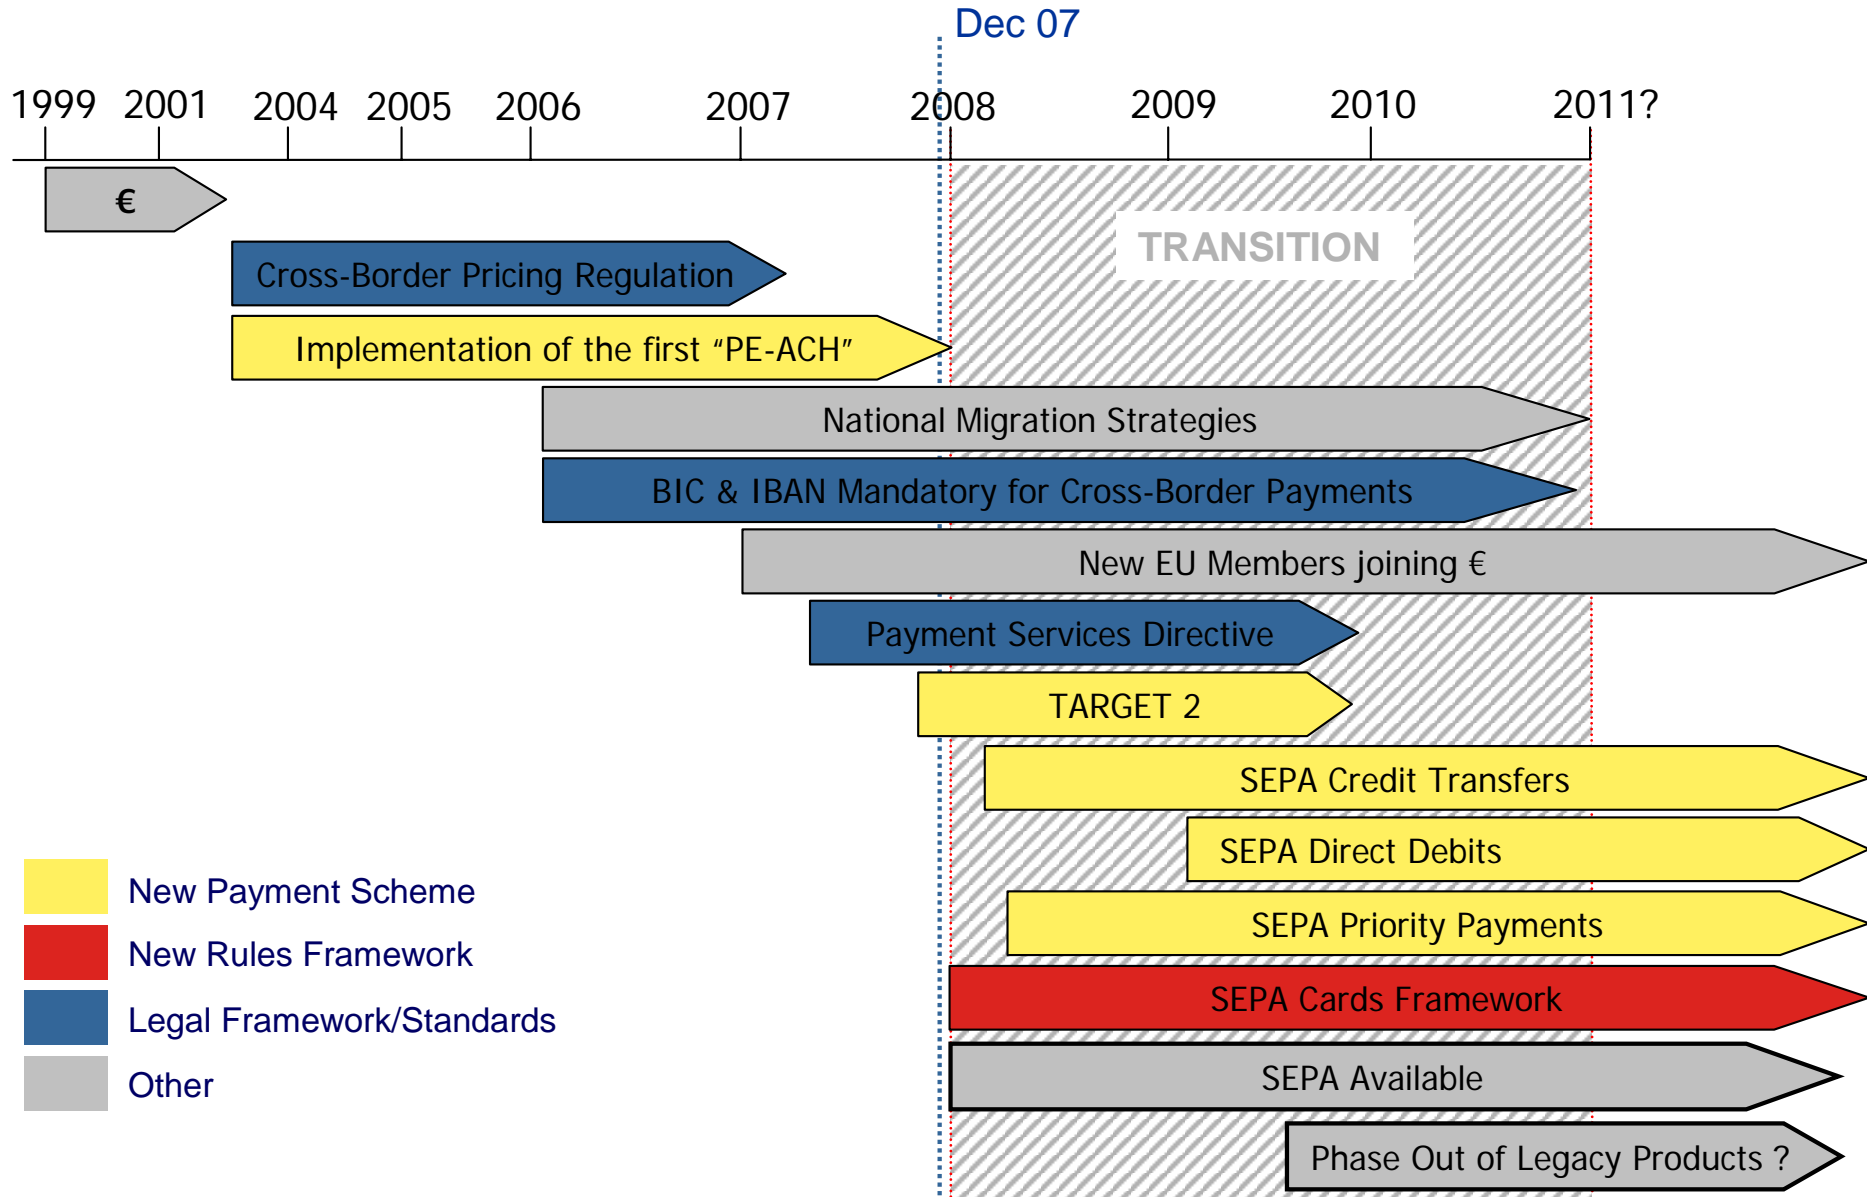 Dec 07
1999 2001 2004 2005 2006 2007 2008 2009 2010 2011?
€
TRANSITION
Cross-Border Pricing Regulation
Implementation of the first “PE-ACH”
National Migration Strategies
BIC & IBAN Mandatory for Cross-Border Payments
New EU Members joining €
Payment Services Directive
TARGET 2
SEPA Credit Transfers
SEPA Direct Debits
SEPA Priority Payments
SEPA Cards Framework
SEPA Available
Phase Out of Legacy Products ?
New Payment Scheme
New Rules Framework
Legal Framework/Standards
Other